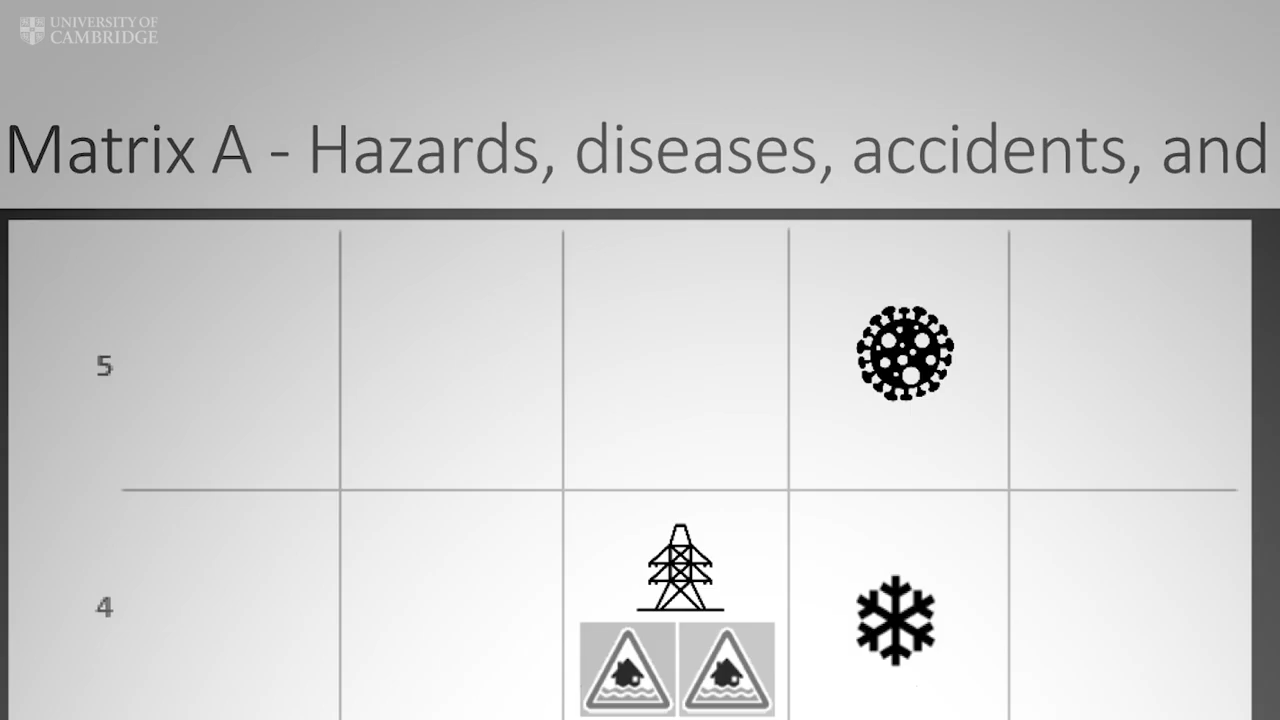 UNIVERSITY OF
CAMBRIDGE
Matrix A - Hazards, diseases, accidents, and
5
4